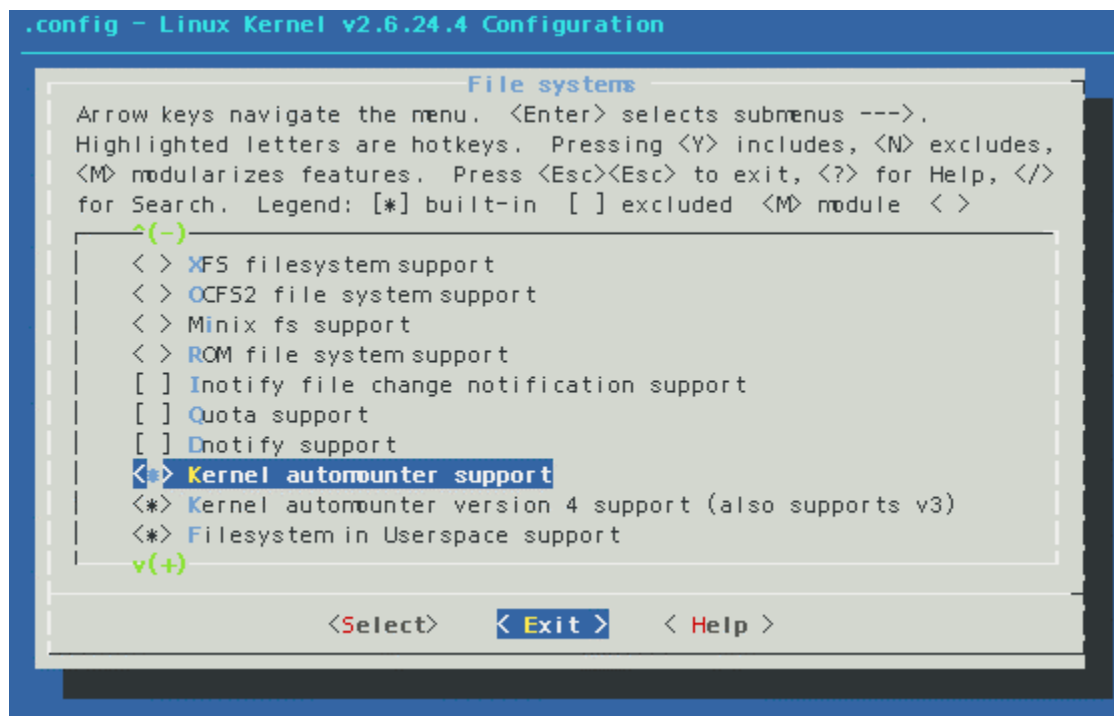 .config - Linux Kernel v2.6.24.4 Configuration
File systems
Arrow keys navigate the menu.  <Enter> selects submenus --->.
Highlighted letters are hotkeys.  Pressing <Y> includes, <N> excludes,
<M> modularizes features.  Press <Esc><Esc> to exit, <?> for Help, </>
for Search.  Legend: [*] built-in  [ ] excluded  <M> module  < >
^(-)
< > XFS filesystem support
< > OCFS2 file system support
< > Minix fs support
< > ROM file system support
[ ] Inotify file change notification support
[ ] Quota support
[ ] Dnotify support
<*> Kernel automounter support
<*> Kernel automounter version 4 support (also supports v3)
<*> Filesystem in Userspace support
v(+)
<Select>    < Exit >    < Help >